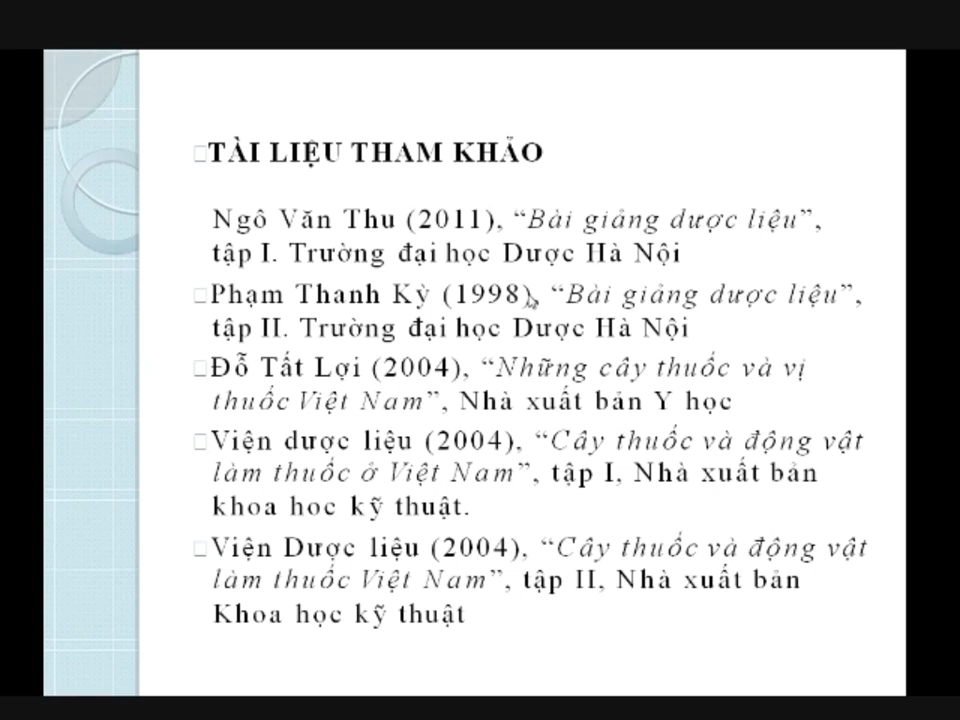 TÀI LIỆU THAM KHẢO
Ngô Văn Thu (2011), “Bài giảng dược liệu”,
tập I. Trường đại học Dược Hà Nội
Phạm Thanh Kỳ (1998), “Bài giảng dược liệu”,
tập II. Trường đại học Dược Hà Nội
Đỗ Tất Lợi (2004), “Những cây thuốc và vị
thuốc Việt Nam”, Nhà xuất bản Y học
Viện dược liệu (2004), “Cây thuốc và động vật
làm thuốc ở Việt Nam”, tập I, Nhà xuất bản
khoa hoc kỹ thuật.
Viện Dược liệu (2004), “Cây thuốc và động vật
làm thuốc Việt Nam”, tập II, Nhà xuất bản
Khoa học kỹ thuật